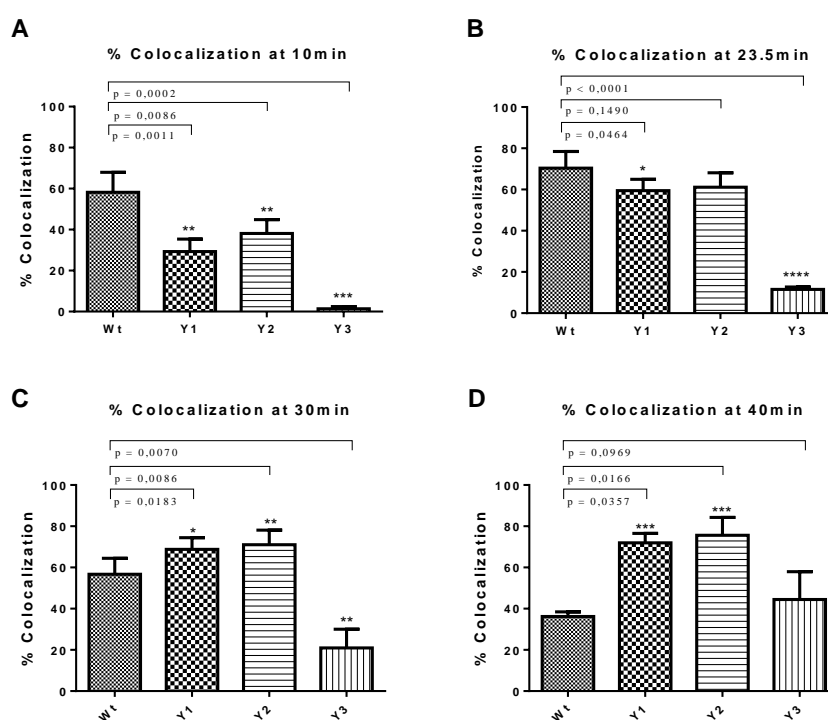 A
% Colocalization at 10min
p = 0,0002
p = 0,0086
p = 0,0011
% Colocalization
100
80
60
40
20
0
**
**
***
Wt Y1 Y2 Y3
B
% Colocalization at 23.5min
p < 0,0001
p = 0,1490
p = 0,0464
% Colocalization
100
80
60
40
20
0
*
****
Wt Y1 Y2 Y3
C
% Colocalization at 30min
p = 0,0070
p = 0,0086
p = 0,0183
% Colocalization
100
80
60
40
20
0
*
**
**
Wt Y1 Y2 Y3
D
% Colocalization at 40min
p = 0,0969
p = 0,0166
p = 0,0357
% Colocalization
100
80
60
40
20
0
***
***
Wt Y1 Y2 Y3